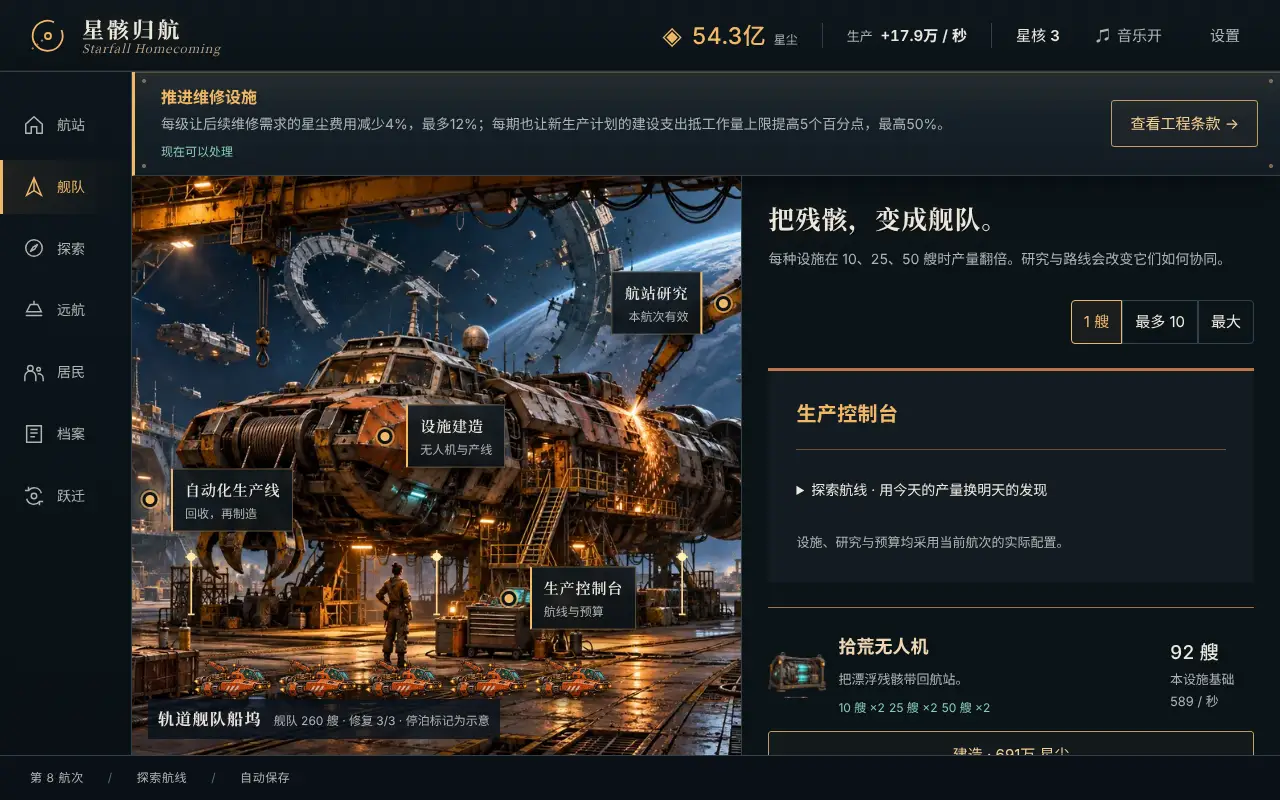 星骸归航
Starfall Homecoming
54.3亿 星尘
生产 +17.9万 / 秒
星核 3
音乐开
设置
航站
舰队
探索
远航
居民
档案
跃迁
推进维修设施
每级让后续维修需求的星尘费用减少4%，最多12%；每期也让新生产计划的建设支出抵工作量上限提高5个百分点，最高50%。
现在可以处理
查看工程条款 →
航站研究
本航次有效
设施建造
无人机与产线
自动化生产线
回收，再制造
生产控制台
航线与预算
轨道舰队船坞 舰队 260 艘 · 修复 3/3 · 停泊标记为示意
把残骸，变成舰队。
每种设施在 10、25、50 艘时产量翻倍。研究与路线会改变它们如何协同。
1 艘
最多 10
最大
生产控制台
▶ 探索航线 · 用今天的产量换明天的发现
设施、研究与预算均采用当前航次的实际配置。
拾荒无人机
把漂浮残骸带回航站。
10 艘 ×2 25 艘 ×2 50 艘 ×2
92 艘
本设施基础
589 / 秒
建造 · 691万 星尘
第 8 航次 / 探索航线 / 自动保存